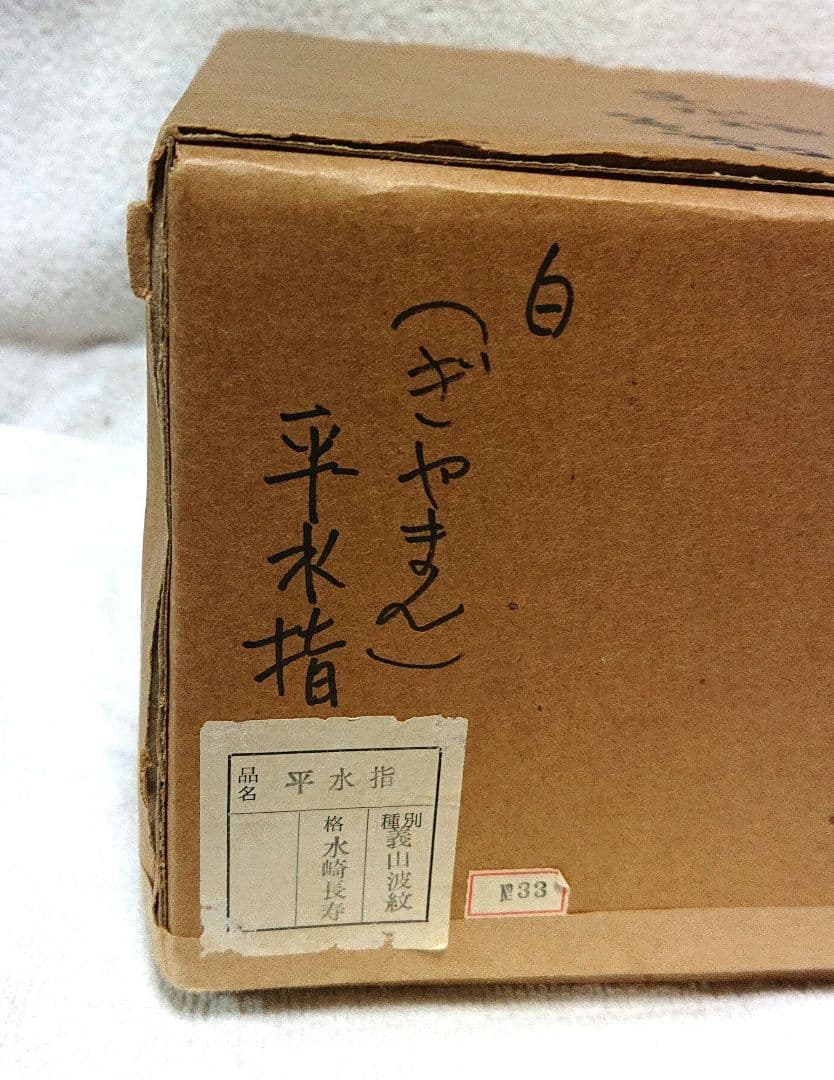 白
(ぎやまん)
平水指
品名 平水指
種別 義山波紋
格 水崎長寿
№33